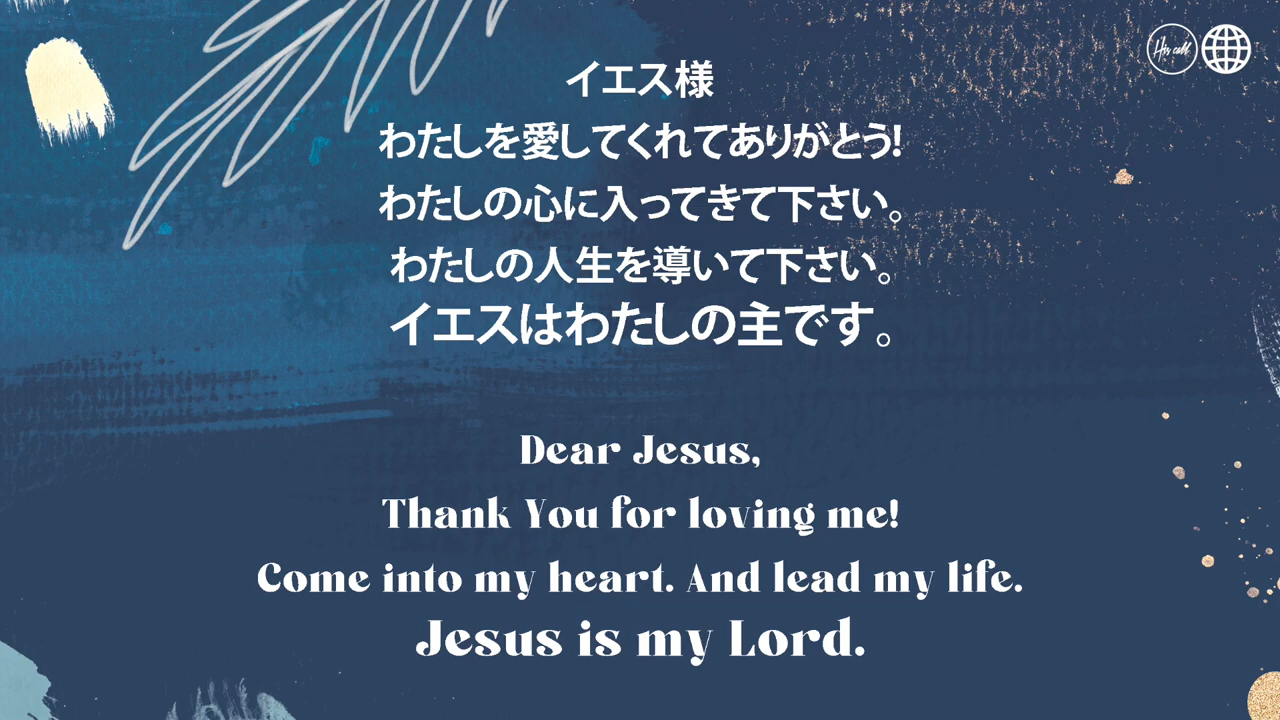 His call
イエス様
わたしを愛してくれてありがとう!
わたしの心に入ってきて下さい。
わたしの人生を導いて下さい。
イエスはわたしの主です。
Dear Jesus,
Thank You for loving me!
Come into my heart. And lead my life.
Jesus is my Lord.